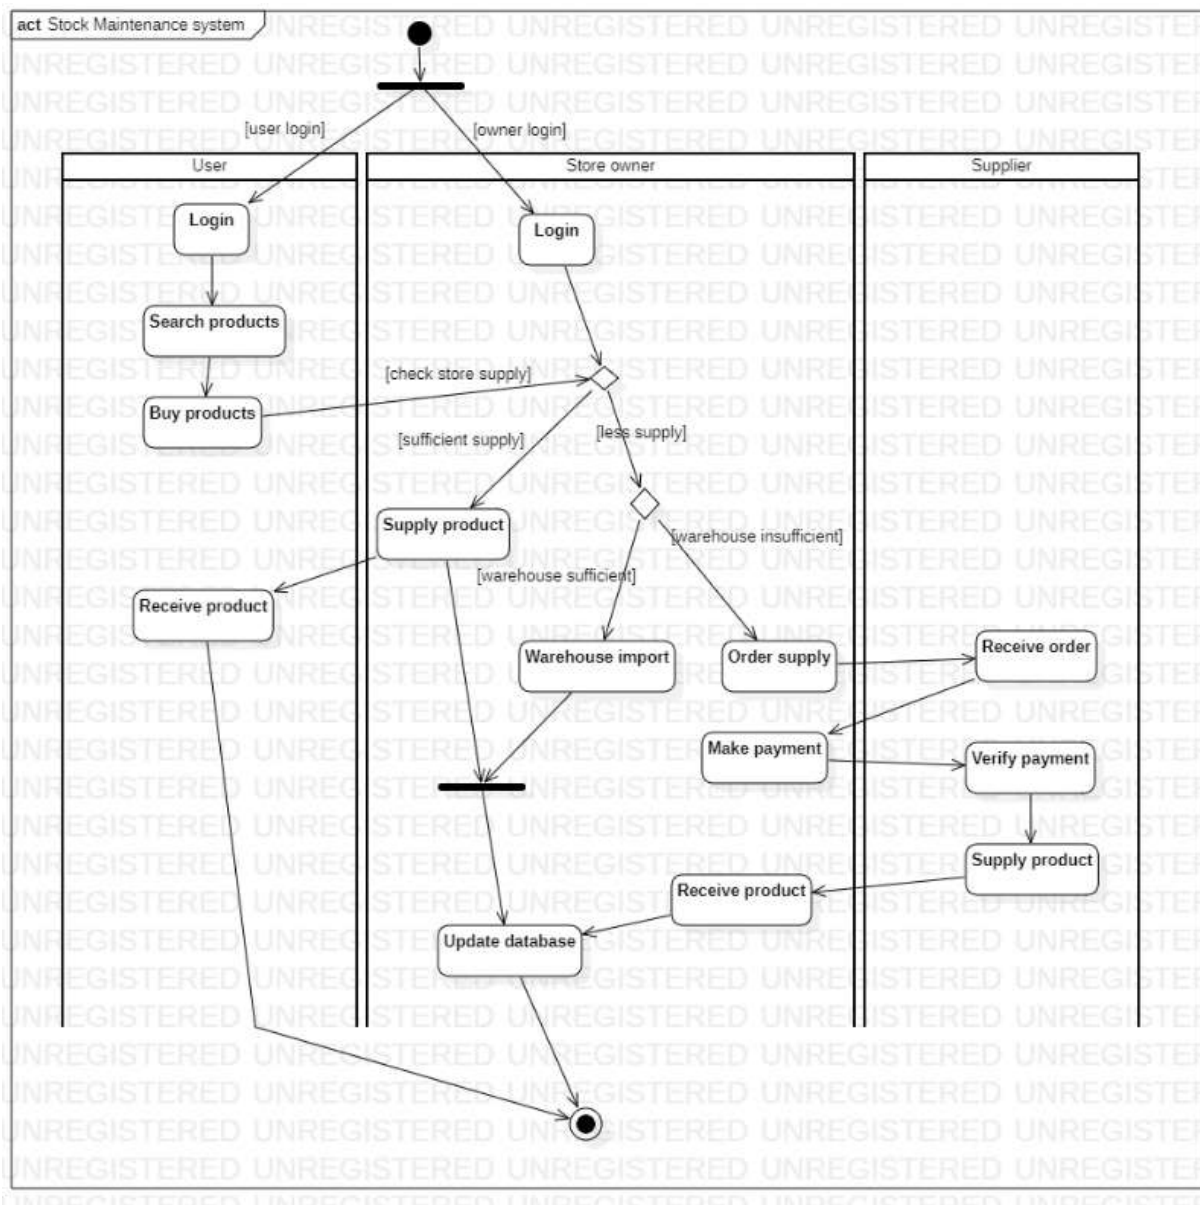 act Stock Maintenance system
[user login]
[owner login]
User
Store owner
Supplier
Login
Login
Search products
[check store supply]
Buy products
[sufficient supply]
[less supply]
Supply product
[warehouse insufficient]
[warehouse sufficient]
Receive product
Warehouse import
Order supply
Receive order
Make payment
Verify payment
Supply product
Receive product
Update database
UNREGISTERED